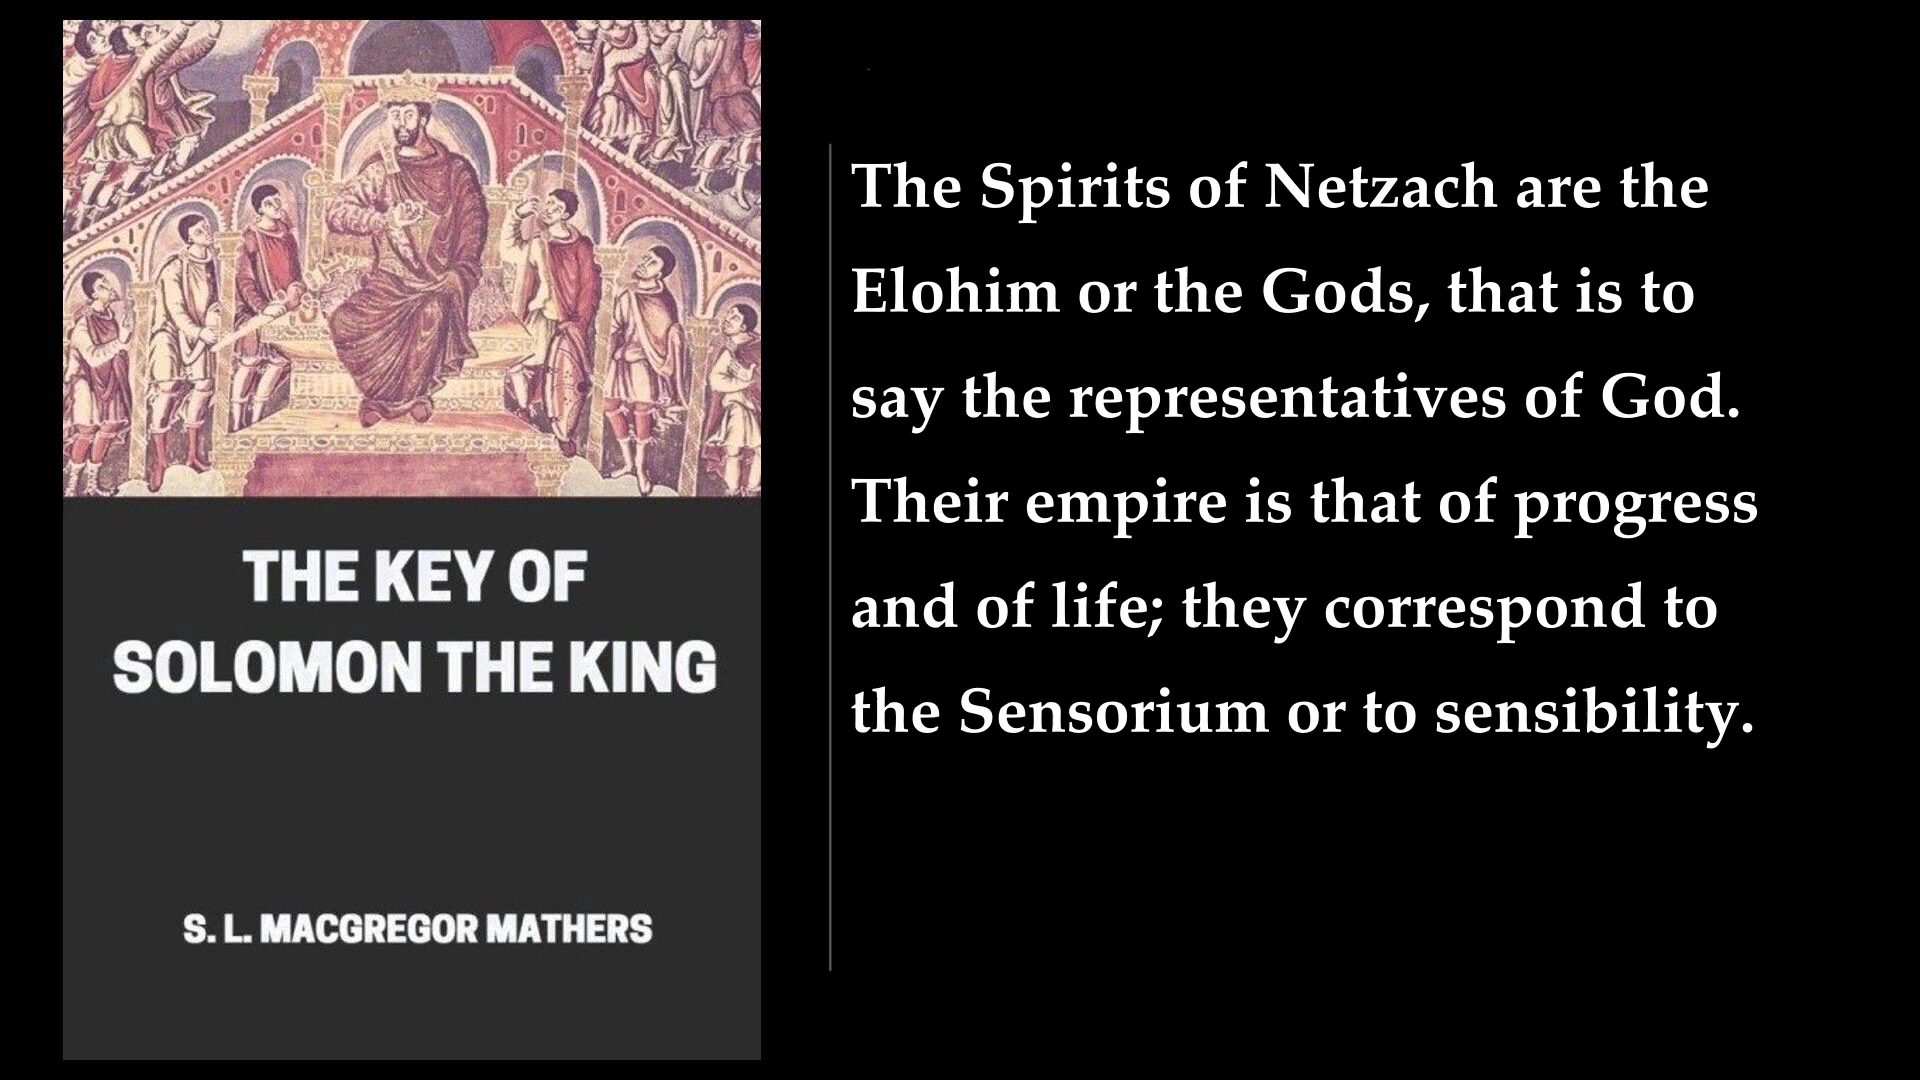 THE KEY OF
SOLOMON THE KING
S. L. MACGREGOR MATHERS
The Spirits of Netzach are the
Elohim or the Gods, that is to
say the representatives of God.
Their empire is that of progress
and of life; they correspond to
the Sensorium or to sensibility.